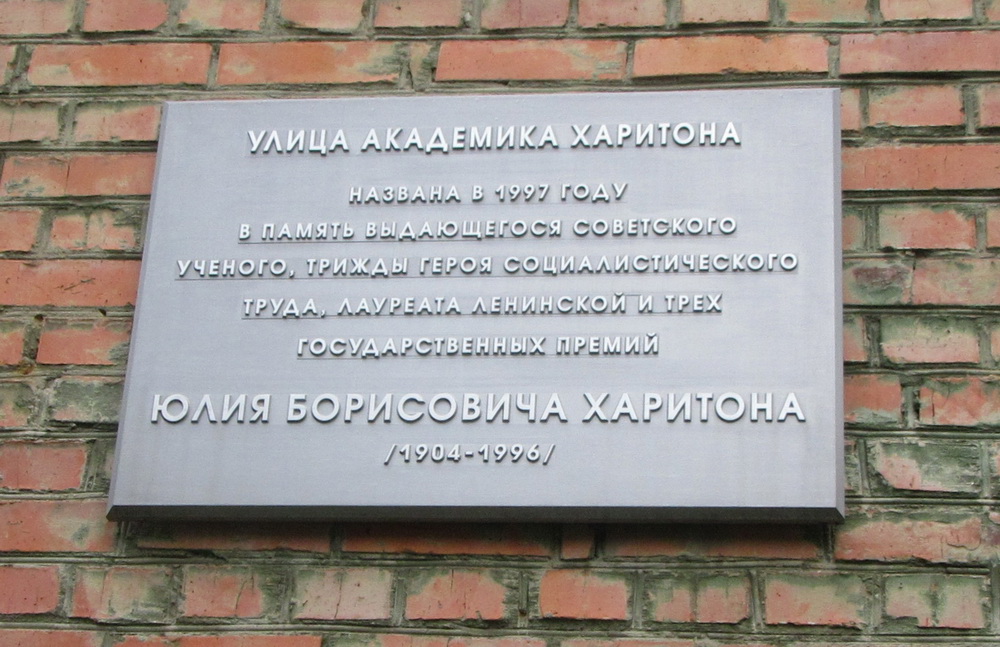 УЛИЦА АКАДЕМИКА ХАРИТОНА
НАЗВАНА В 1997 ГОДУ
В ПАМЯТЬ ВЫДАЮЩЕГОСЯ СОВЕТСКОГО
УЧЕНОГО, ТРИЖДЫ ГЕРОЯ СОЦИАЛИСТИЧЕСКОГО
ТРУДА, ЛАУРЕАТА ЛЕНИНСКОЙ И ТРЕХ
ГОСУДАРСТВЕННЫХ ПРЕМИЙ
ЮЛИЯ БОРИСОВИЧА ХАРИТОНА
/1904-1996/